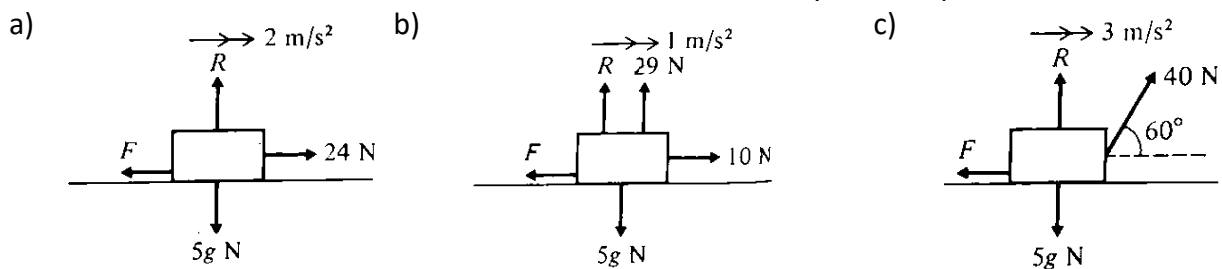 a)
2 m/s²
R
F
24 N
5g N
b)
1 m/s²
R 29 N
F
10 N
5g N
c)
3 m/s²
R
40 N
60°
F
5g N